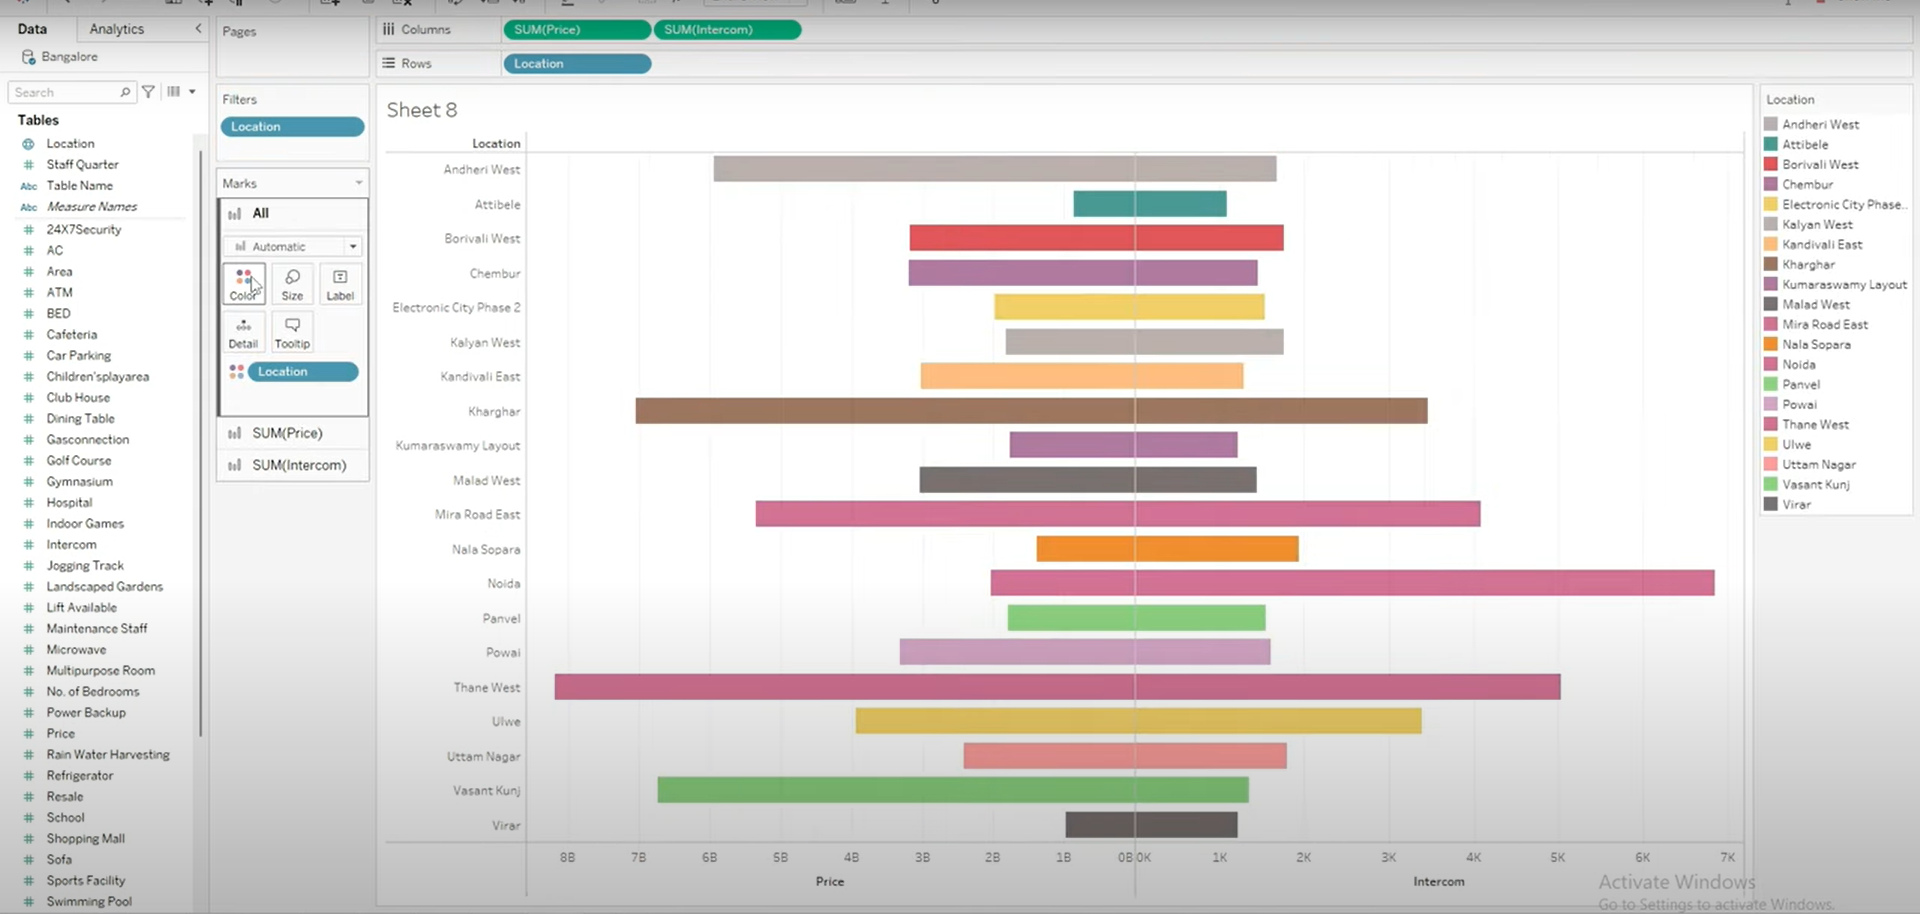 Data
Analytics
Bangalore
Search
Tables
Location
Staff Quarter
Abc Table Name
Abc Measure Names
24X7Security
AC
Area
ATM
BED
Cafeteria
Car Parking
Children'splayarea
Club House
Dining Table
Gasconnection
Golf Course
Gymnasium
Hospital
Indoor Games
Intercom
Jogging Track
Landscaped Gardens
Lift Available
Maintenance Staff
Microwave
Multipurpose Room
No. of Bedrooms
Power Backup
Price
Rain Water Harvesting
Refrigerator
Resale
School
Shopping Mall
Sofa
Sports Facility
Swimming Pool
Pages
Filters
Location
Marks
All
Automatic
Color
Size
Label
Detail
Tooltip
Location
SUM(Price)
SUM(Intercom)
Columns
SUM(Price)
SUM(Intercom)
Rows
Location
Sheet 8
Location
Andheri West
Attibele
Borivali West
Chembur
Electronic City Phase 2
Kalyan West
Kandivali East
Kharghar
Kumaraswamy Layout
Malad West
Mira Road East
Nala Sopara
Noida
Panvel
Powai
Thane West
Ulwe
Uttam Nagar
Vasant Kunj
Virar
8B 7B 6B 5B 4B 3B 2B 1B 0B 0K 1K 2K 3K 4K 5K 6K 7K
Price
Intercom
Location
Andheri West
Attibele
Borivali West
Chembur
Electronic City Phase..
Kalyan West
Kandivali East
Kharghar
Kumaraswamy Layout
Malad West
Mira Road East
Nala Sopara
Noida
Panvel
Powai
Thane West
Ulwe
Uttam Nagar
Vasant Kunj
Virar
Activate Windows
Go to Settings to activate Windows.